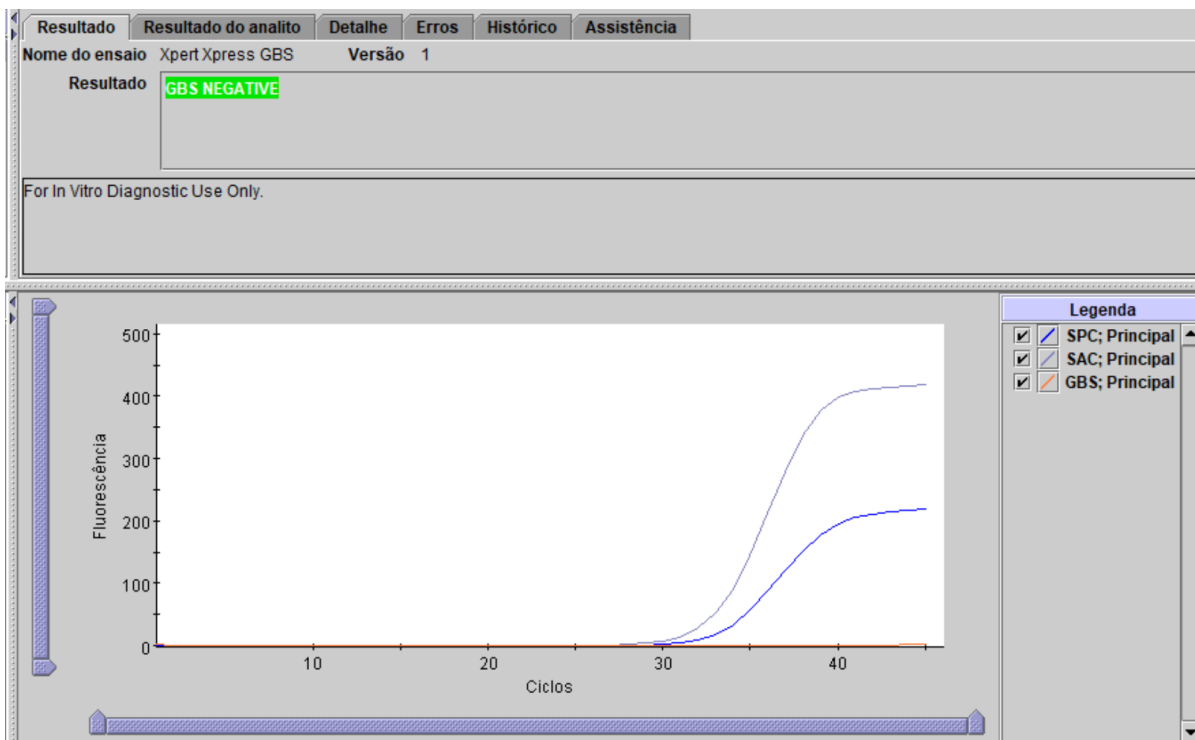 Resultado Resultado do analito Detalhe Erros Histórico Assistência
Nome do ensaio Xpert Xpress GBS Versão 1
Resultado GBS NEGATIVE
For In Vitro Diagnostic Use Only.
Legenda
SPC; Principal
SAC; Principal
GBS; Principal
500
400
300
200
100
0
Fluorescência
10 20 30 40
Ciclos